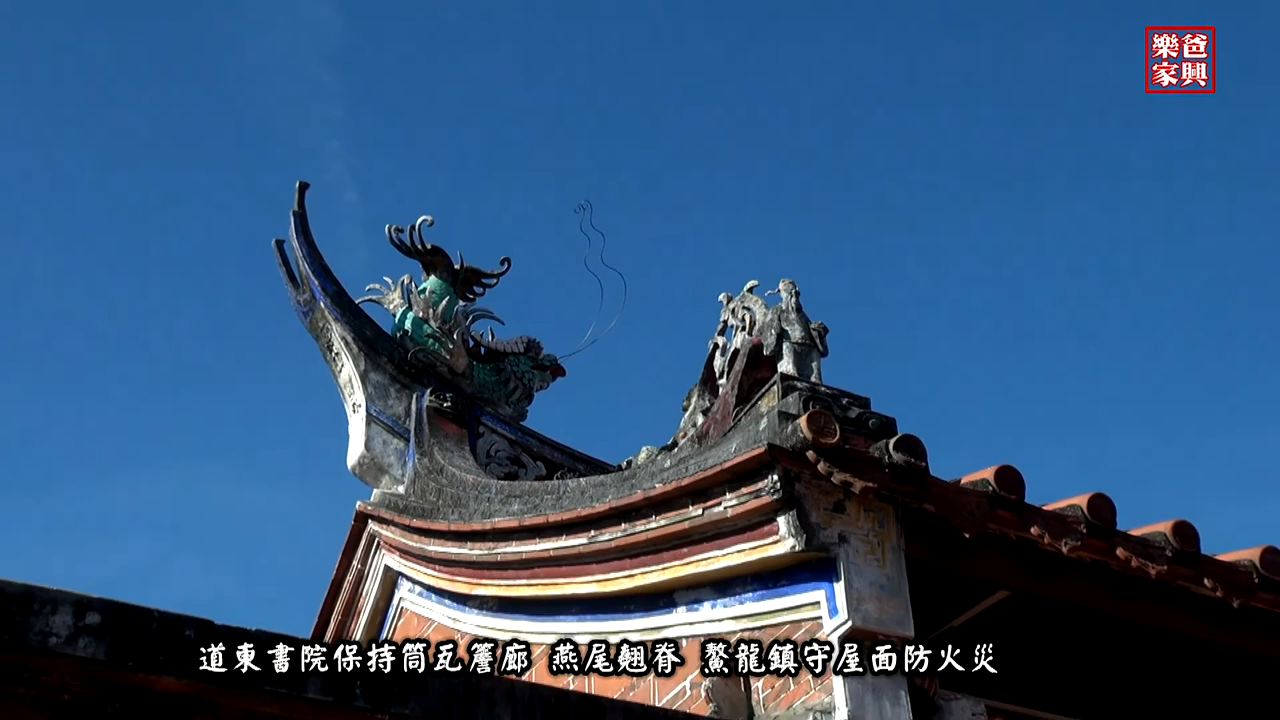 爸興
樂家
道東書院保持筒瓦簷廊 燕尾翹脊 鰲龍鎮守屋面防火災